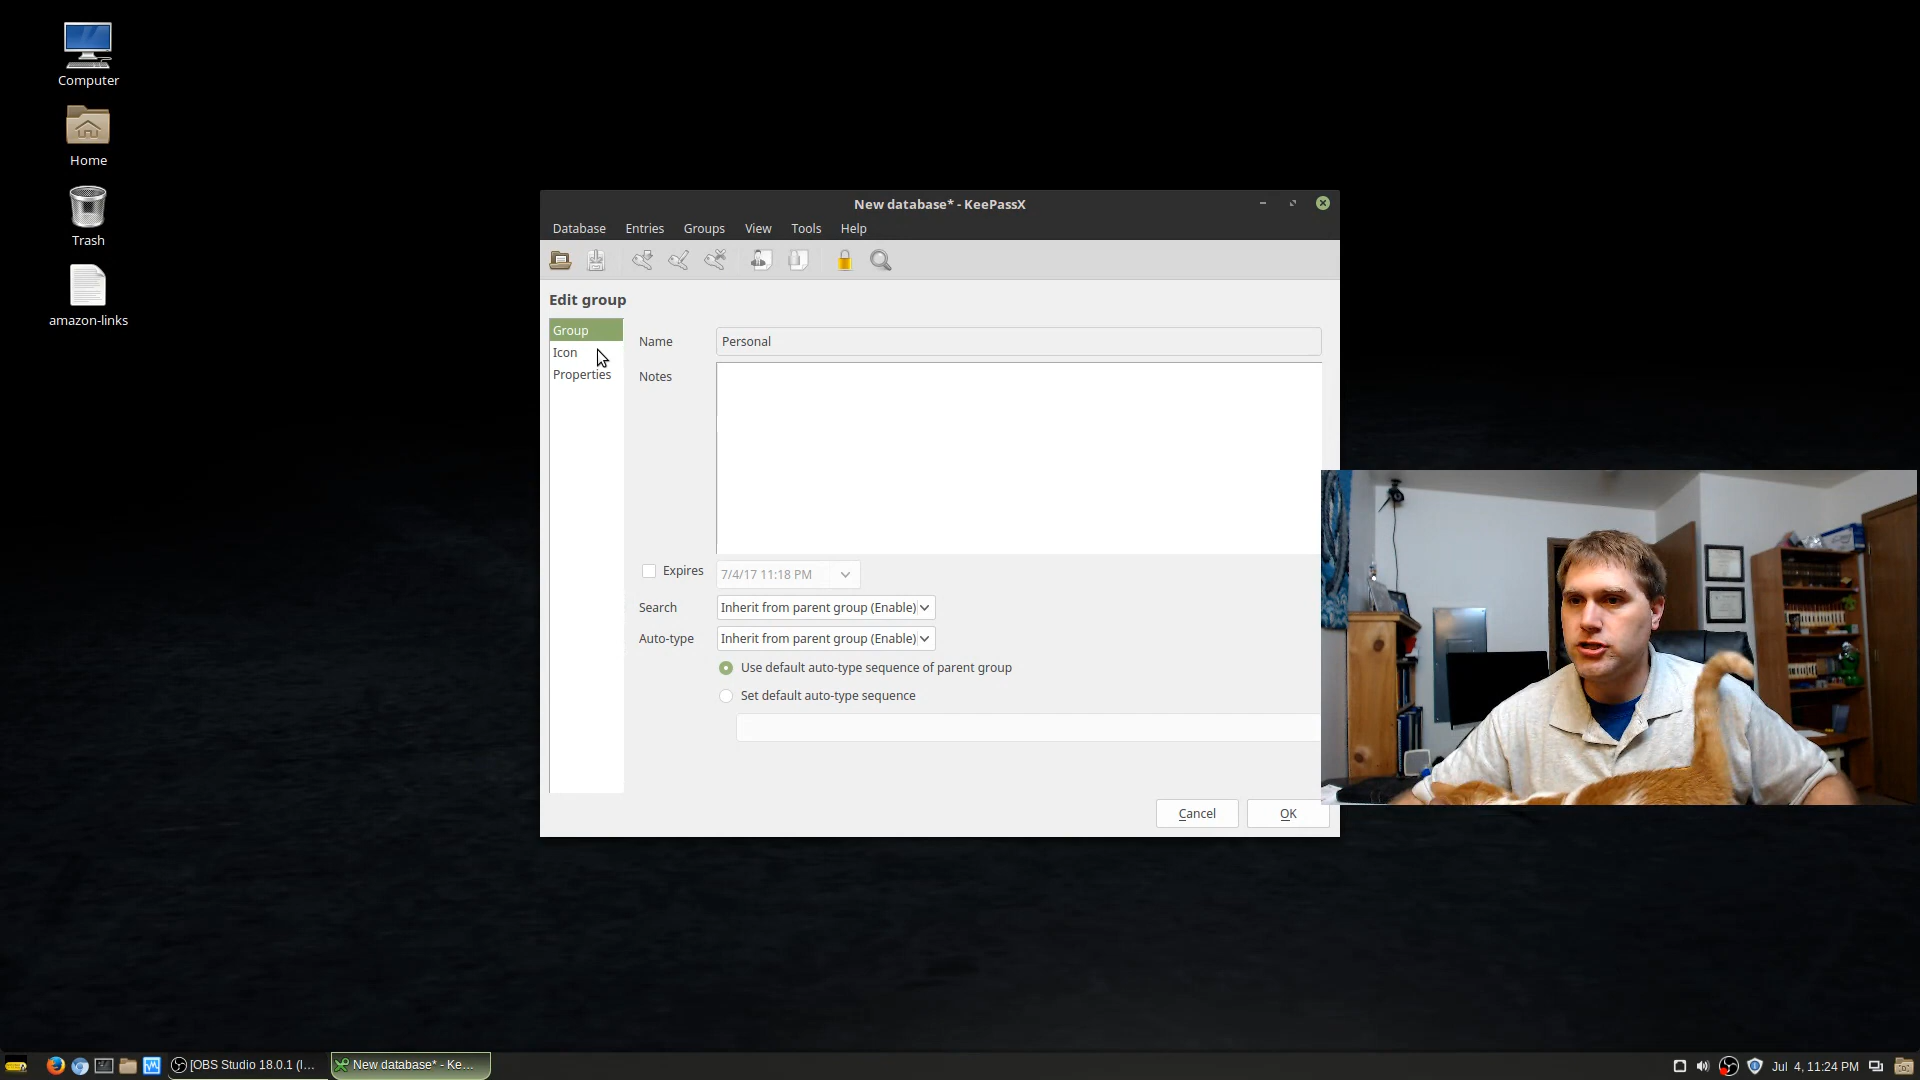 Computer
Home
Trash
amazon-links
New database* - KeePassX
Database Entries Groups View Tools Help
Edit group
Group
Icon
Properties
Name Personal
Notes
Expires 7/4/17 11:18 PM
Search Inherit from parent group (Enable)
Auto-type Inherit from parent group (Enable)
Use default auto-type sequence of parent group
Set default auto-type sequence
Cancel OK
[OBS Studio 18.0.1 (l... New database* - Ke... Jul 4, 11:24 PM